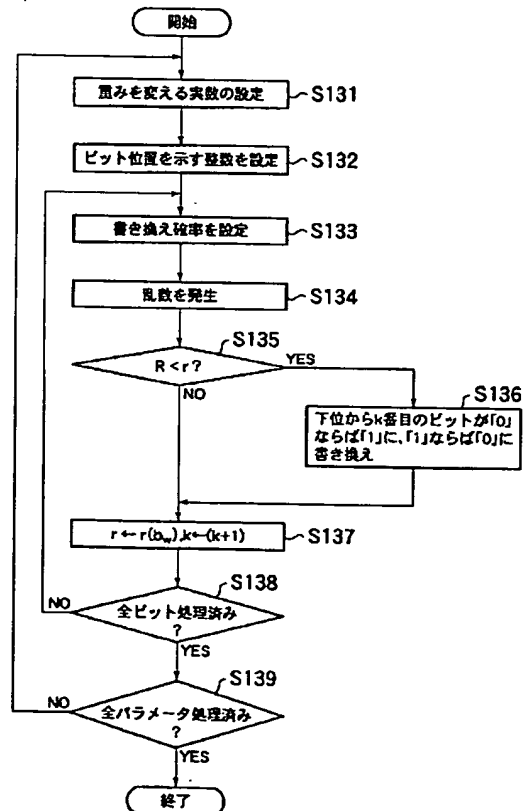 開始
重みを変える実数の設定 S131
ビット位置を示す整数を設定 S132
書き換え確率を設定 S133
乱数を発生 S134
S135
R<r?
YES
NO
S136
下位からk番目のビットが「0」
ならば「1」に、「1」ならば「0」に
書き換え
r←r(bw),k←(k+1) S137
S138
NO
全ビット処理済み
?
YES
S139
NO
全パラメータ処理済み
?
YES
終了